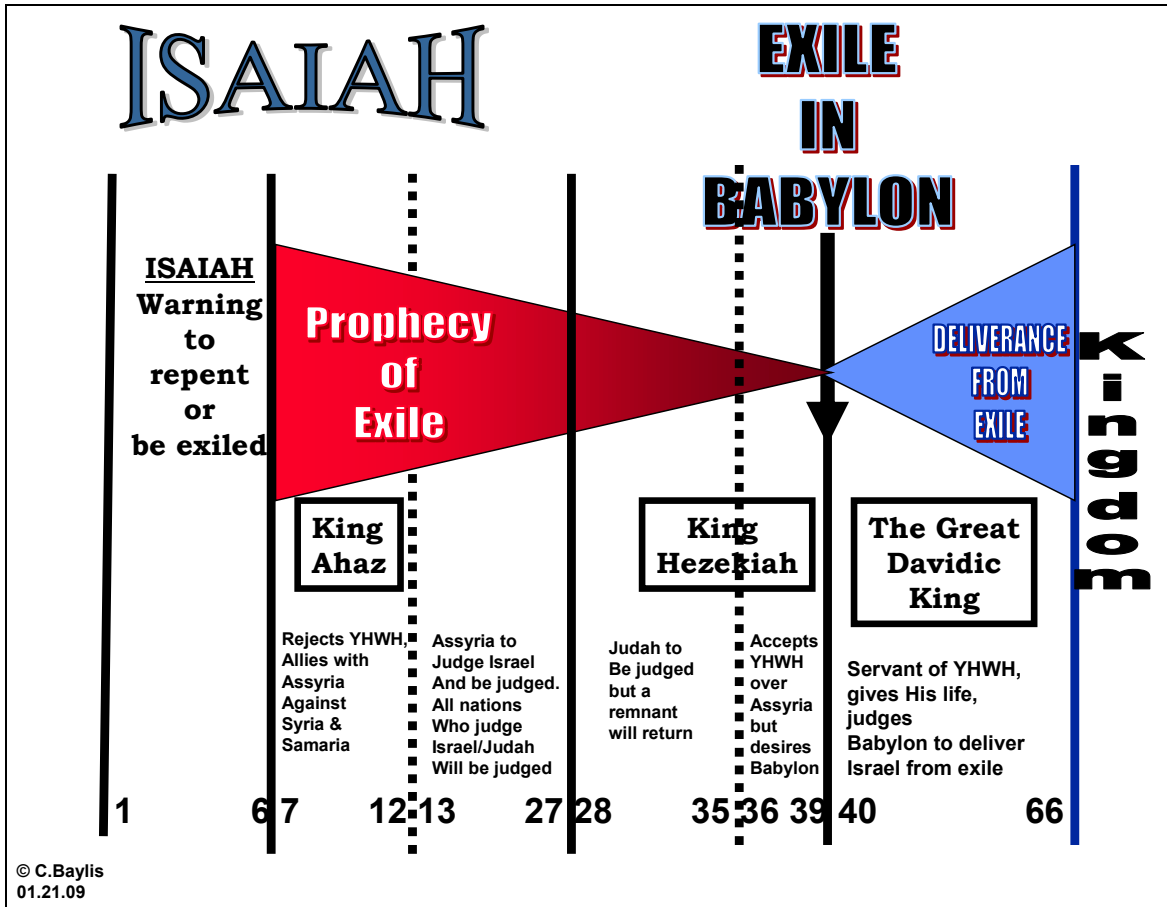 ISAIAH
EXILE
IN
BABYLON
ISAIAH
Warning
to
repent
or
be exiled
Prophecy
of
Exile
DELIVERANCE
FROM
EXILE
Kingdom
King
Ahaz
King
Hezekiah
The Great
Davidic
King
Rejects YHWH,
Allies with
Assyria
Against
Syria &
Samaria
Assyria to
Judge Israel
And be judged.
All nations
Who judge
Israel/Judah
Will be judged
Judah to
Be judged
but a
remnant
will return
Accepts
YHWH
over
Assyria
but
desires
Babylon
Servant of YHWH,
gives His life,
judges
Babylon to deliver
Israel from exile
1 6 7 12 13 27 28 35 36 39 40 66
© C.Baylis
01.21.09